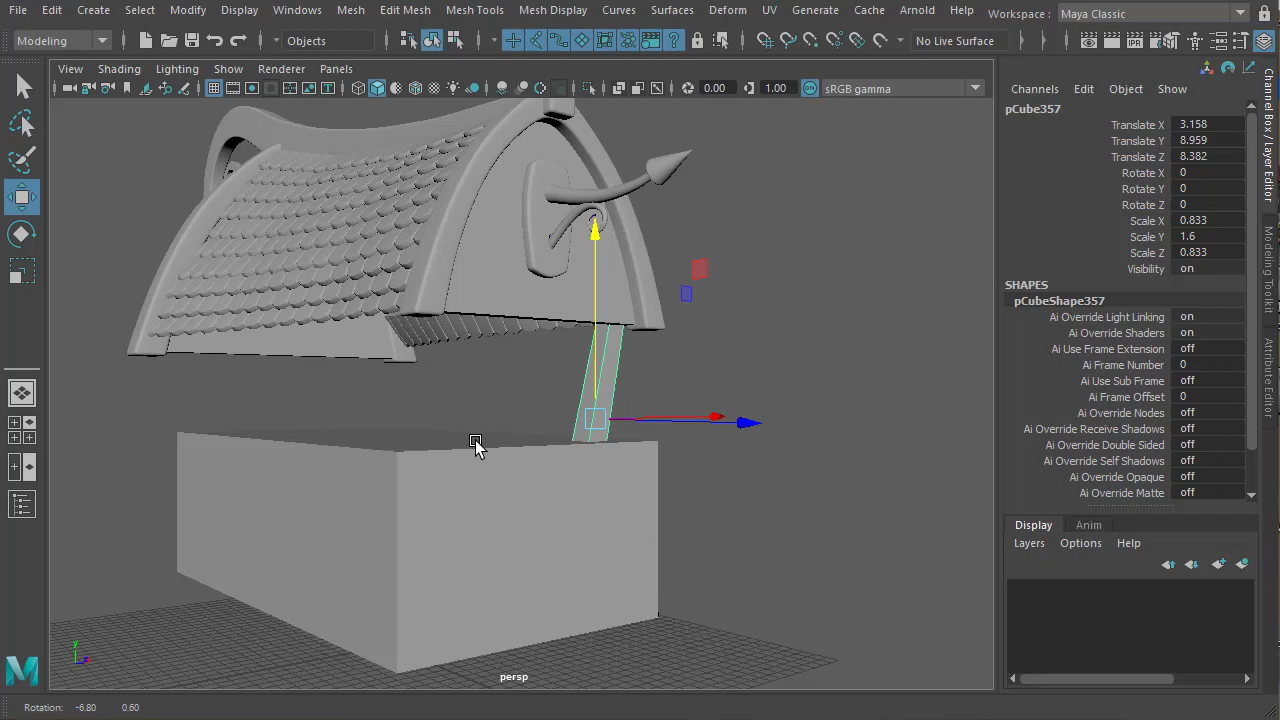 File Edit Create Select Modify Display Windows Mesh Edit Mesh Mesh Tools Mesh Display Curves Surfaces Deform UV Generate Cache Arnold Help Workspace : Maya Classic
Modeling Objects No Live Surface
View Shading Lighting Show Renderer Panels
0.00 1.00 sRGB gamma
Channels Edit Object Show
pCube357
Translate X 3.158
Translate Y 8.959
Translate Z 8.382
Rotate X 0
Rotate Y 0
Rotate Z 0
Scale X 0.833
Scale Y 1.6
Scale Z 0.833
Visibility on
SHAPES
pCubeShape357
Ai Override Light Linking on
Ai Override Shaders on
Ai Use Frame Extension off
Ai Frame Number 0
Ai Use Sub Frame off
Ai Frame Offset 0
Ai Override Nodes off
Ai Override Receive Shadows off
Ai Override Double Sided off
Ai Override Self Shadows off
Ai Override Opaque off
Ai Override Matte off
Display Anim
Layers Options Help
Channel Box / Layer Editor
Modeling Toolkit
Attribute Editor
y
z
persp
Rotation: -6.80 0.60